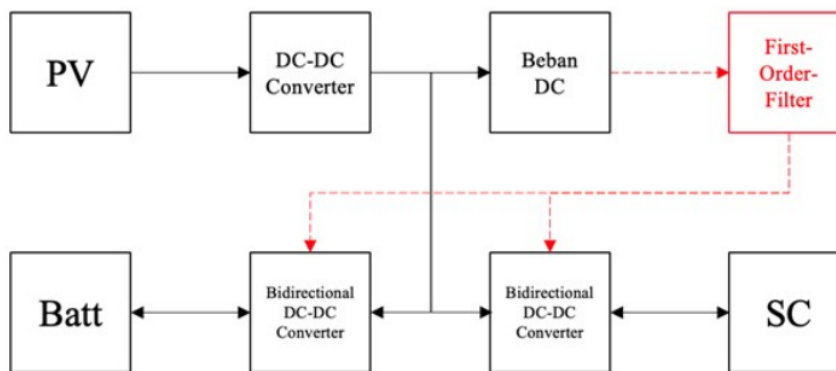 PV
DC-DC
Converter
Beban
DC
First-
Order-
Filter
Batt
Bidirectional
DC-DC
Converter
Bidirectional
DC-DC
Converter
SC